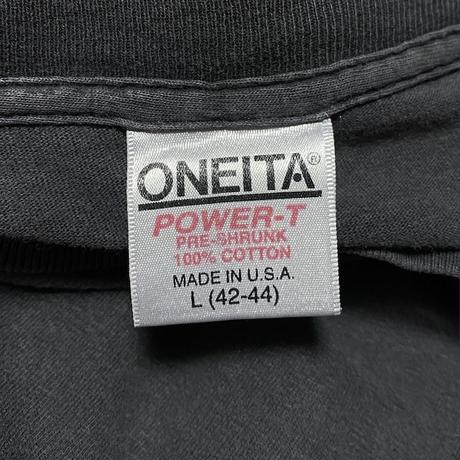 ONEITA®
POWER-T
PRE-SHRUNK
100% COTTON
MADE IN U.S.A.
L (42-44)